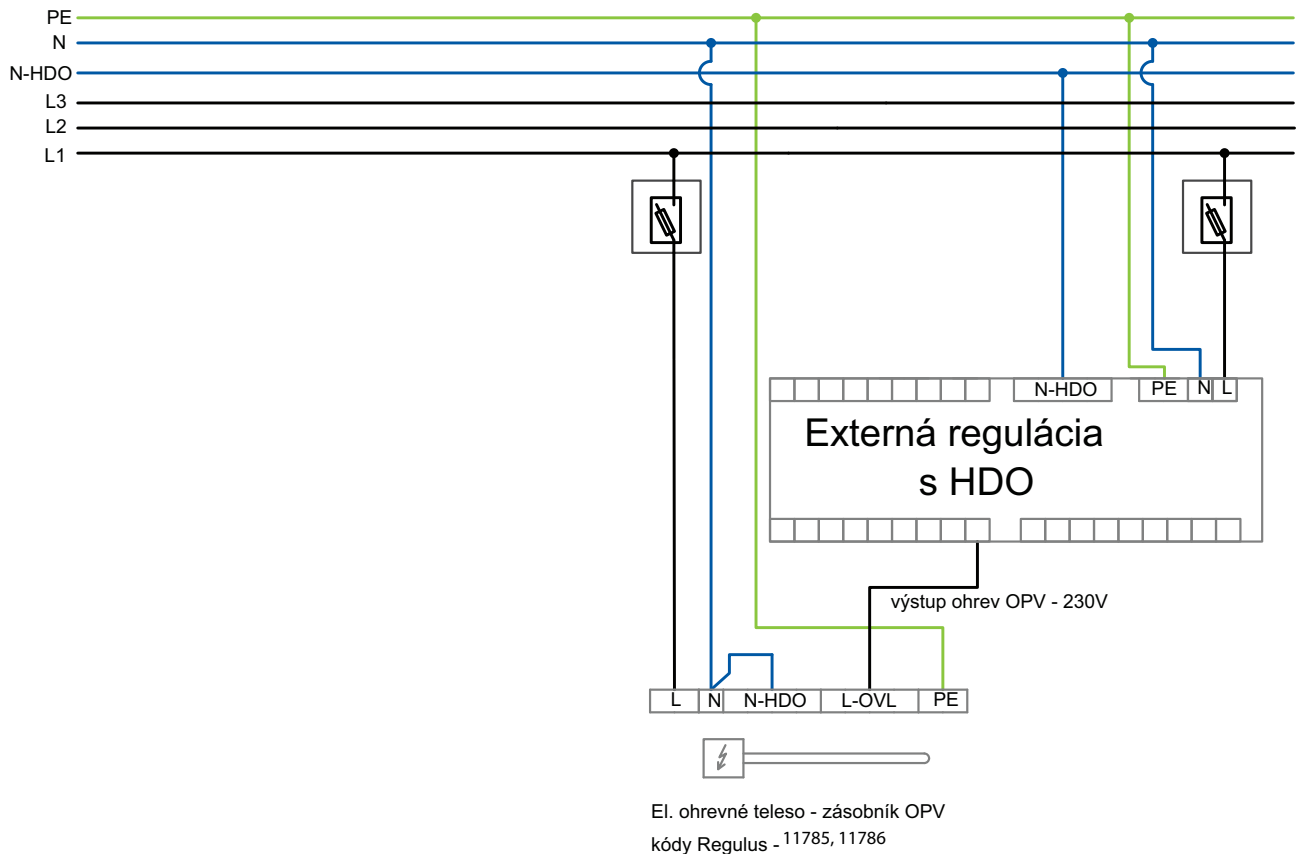 PE
N
N-HDO
L3
L2
L1
N-HDO PE N L
Externá regulácia
s HDO
výstup ohrev OPV - 230V
L N N-HDO L-OVL PE
El. ohrevné teleso - zásobník OPV
kódy Regulus - 11785, 11786